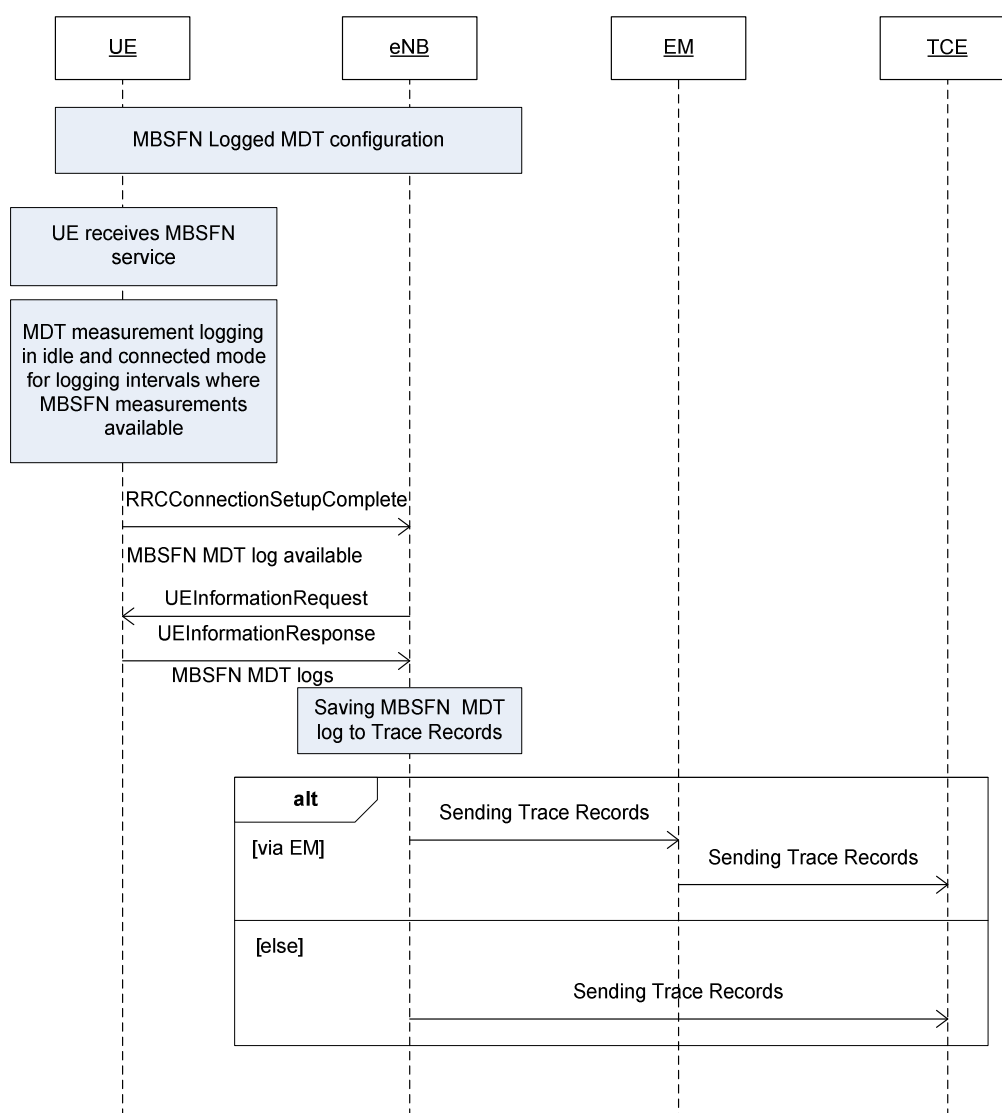 UE
eNB
EM
TCE
MBSFN Logged MDT configuration
UE receives MBSFN
service
MDT measurement logging
in idle and connected mode
for logging intervals where
MBSFN measurements
available
RRCConnectionSetupComplete
MBSFN MDT log available
UEInformationRequest
UEInformationResponse
MBSFN MDT logs
Saving MBSFN MDT
log to Trace Records
alt
Sending Trace Records
[via EM]
Sending Trace Records
[else]
Sending Trace Records